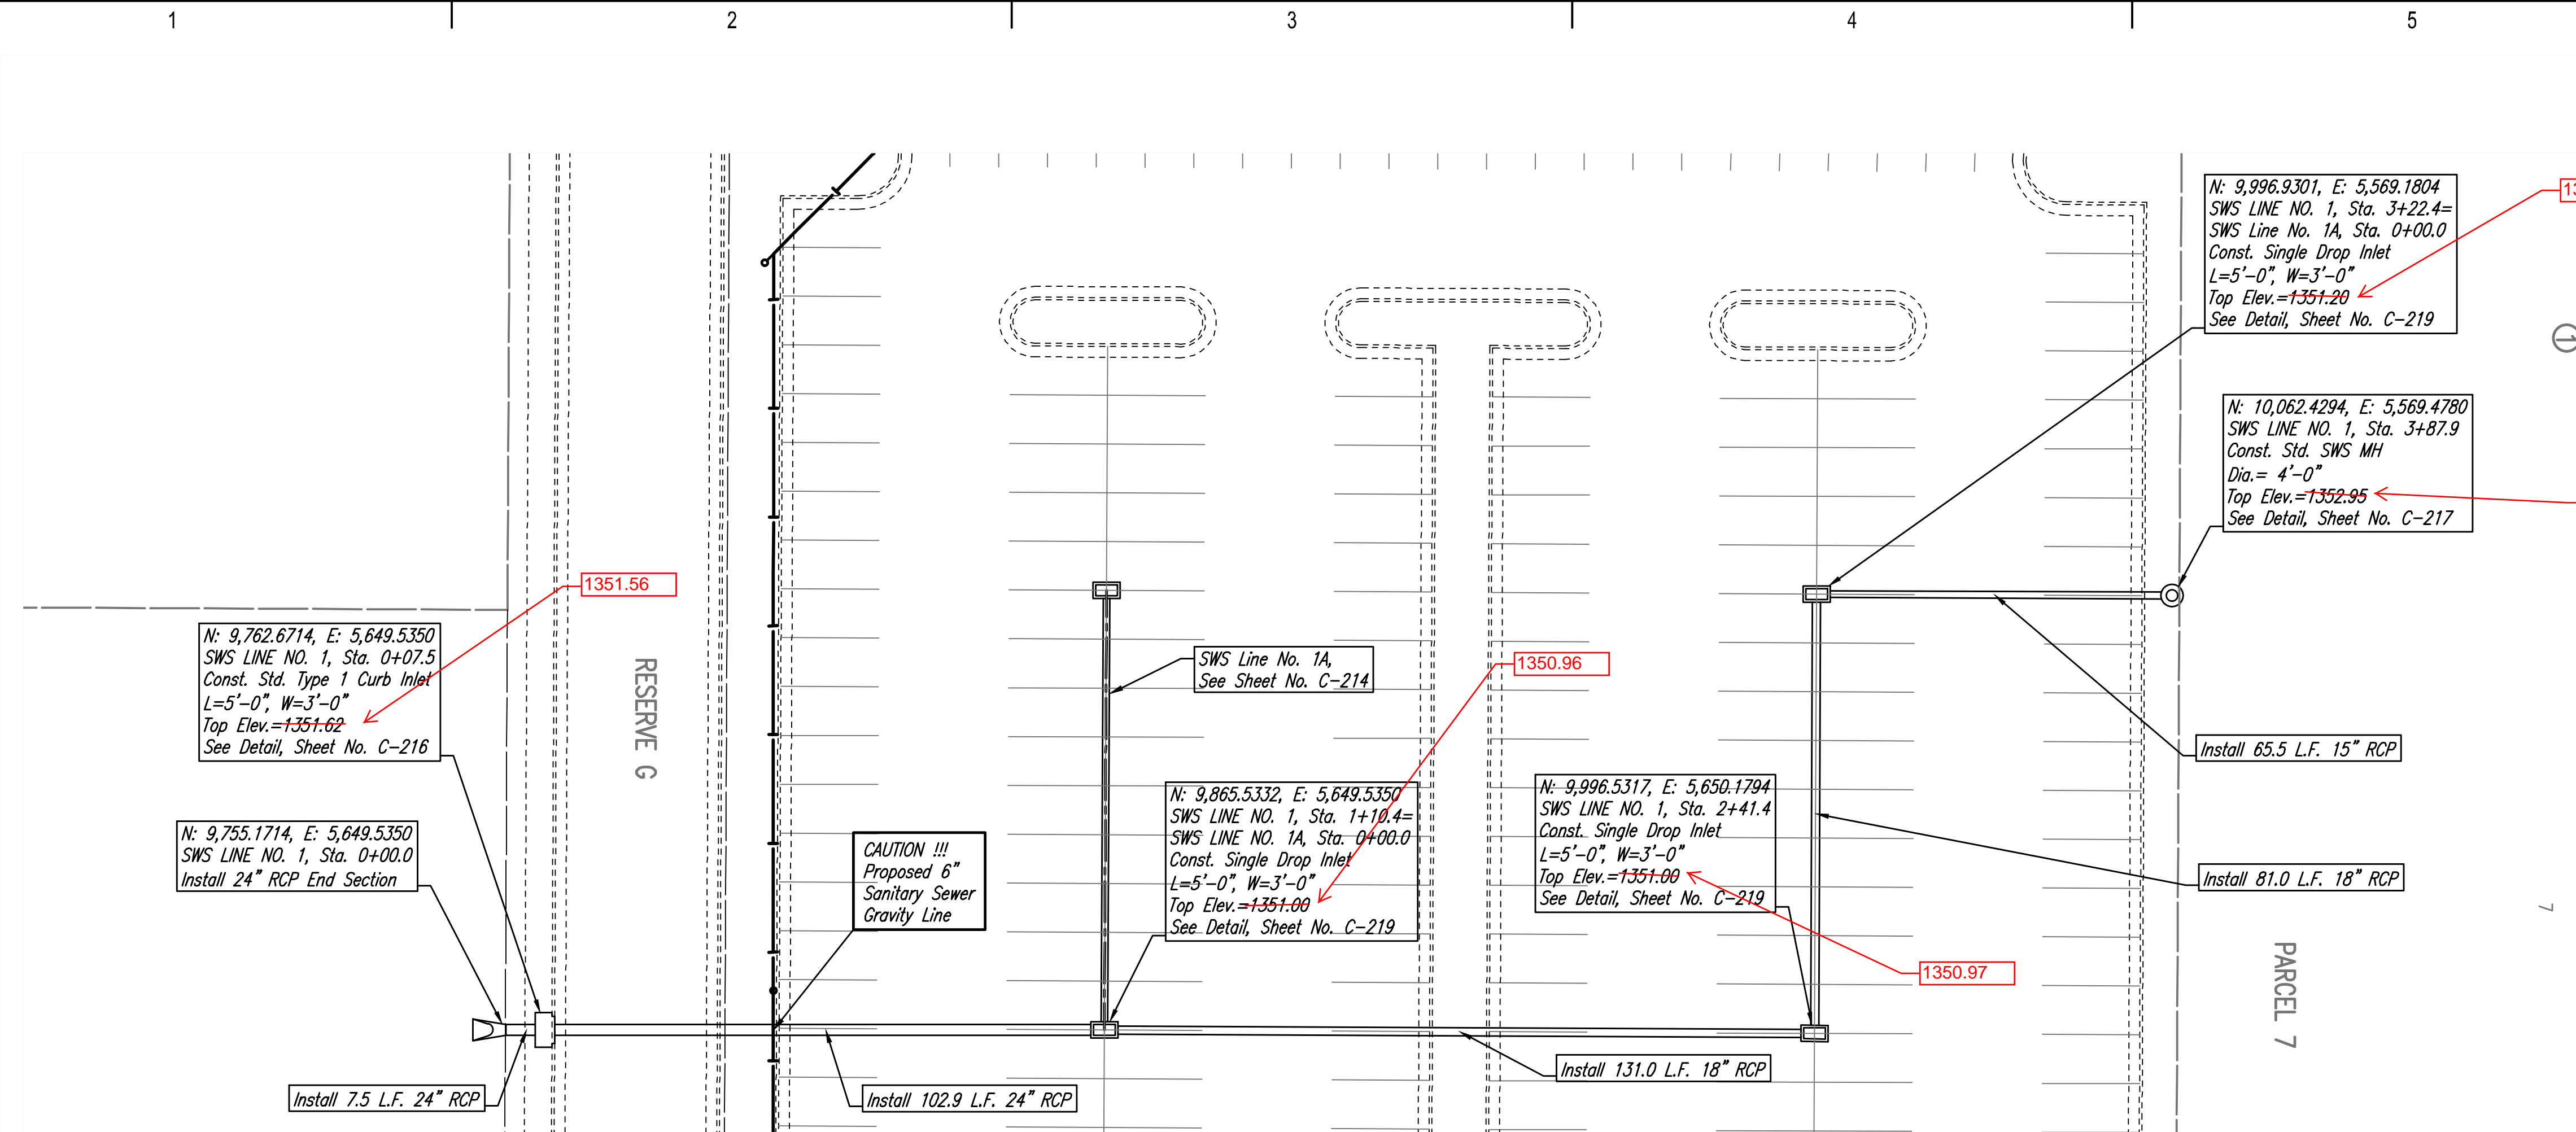 1
2
3
4
5
N: 9,996.9301, E: 5,569.1804
SWS LINE NO. 1, Sta. 3+22.4=
SWS Line No. 1A, Sta. 0+00.0
Const. Single Drop Inlet
L=5'-0", W=3'-0"
Top Elev.=1351.20
See Detail, Sheet No. C-219
13
1
N: 10,062.4294, E: 5,569.4780
SWS LINE NO. 1, Sta. 3+87.9
Const. Std. SWS MH
Dia.= 4'-0"
Top Elev.=1352.95
See Detail, Sheet No. C-217
1351.56
N: 9,762.6714, E: 5,649.5350
SWS LINE NO. 1, Sta. 0+07.5
Const. Std. Type 1 Curb Inlet
L=5'-0", W=3'-0"
Top Elev.=1351.62
See Detail, Sheet No. C-216
RESERVE G
SWS Line No. 1A,
See Sheet No. C-214
1350.96
Install 65.5 L.F. 15" RCP
N: 9,755.1714, E: 5,649.5350
SWS LINE NO. 1, Sta. 0+00.0
Install 24" RCP End Section
CAUTION !!!
Proposed 6"
Sanitary Sewer
Gravity Line
N: 9,865.5332, E: 5,649.5350
SWS LINE NO. 1, Sta. 1+10.4=
SWS LINE NO. 1A, Sta. 0+00.0
Const. Single Drop Inlet
L=5'-0", W=3'-0"
Top Elev.=1351.00
See Detail, Sheet No. C-219
N: 9,996.5317, E: 5,650.1794
SWS LINE NO. 1, Sta. 2+41.4
Const. Single Drop Inlet
L=5'-0", W=3'-0"
Top Elev.=1351.00
See Detail, Sheet No. C-219
Install 81.0 L.F. 18" RCP
7
1350.97
PARCEL 7
Install 7.5 L.F. 24" RCP
Install 102.9 L.F. 24" RCP
Install 131.0 L.F. 18" RCP